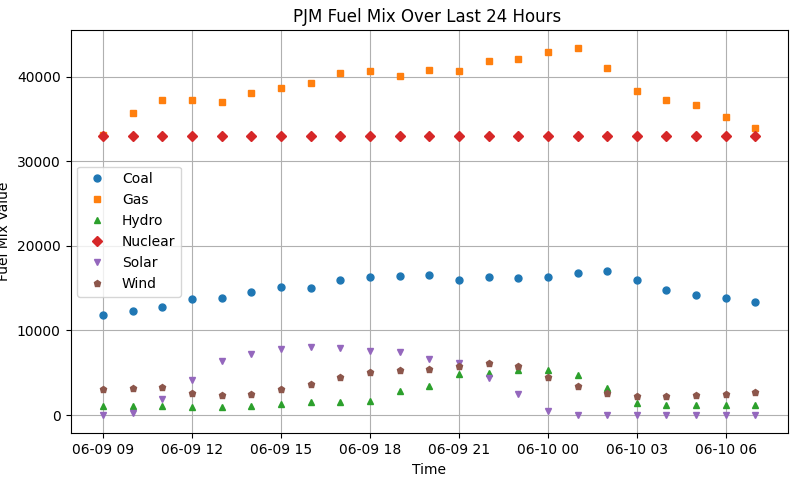 PJM Fuel Mix Over Last 24 Hours
40000
30000
20000
10000
0
Fuel Mix Value
Coal
Gas
Hydro
Nuclear
Solar
Wind
06-09 09 06-09 12 06-09 15 06-09 18 06-09 21 06-10 00 06-10 03 06-10 06
Time